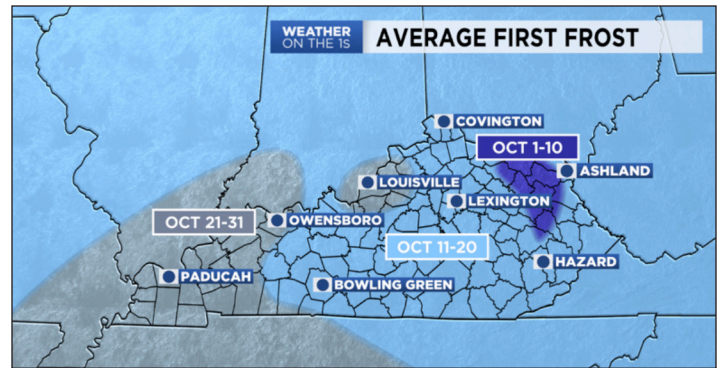 WEATHER
ON THE 1s
AVERAGE FIRST FROST
COVINGTON
OCT 1-10
ASHLAND
LOUISVILLE
LEXINGTON
OCT 21-31
OWENSBORO
OCT 11-20
HAZARD
PADUCAH
BOWLING GREEN